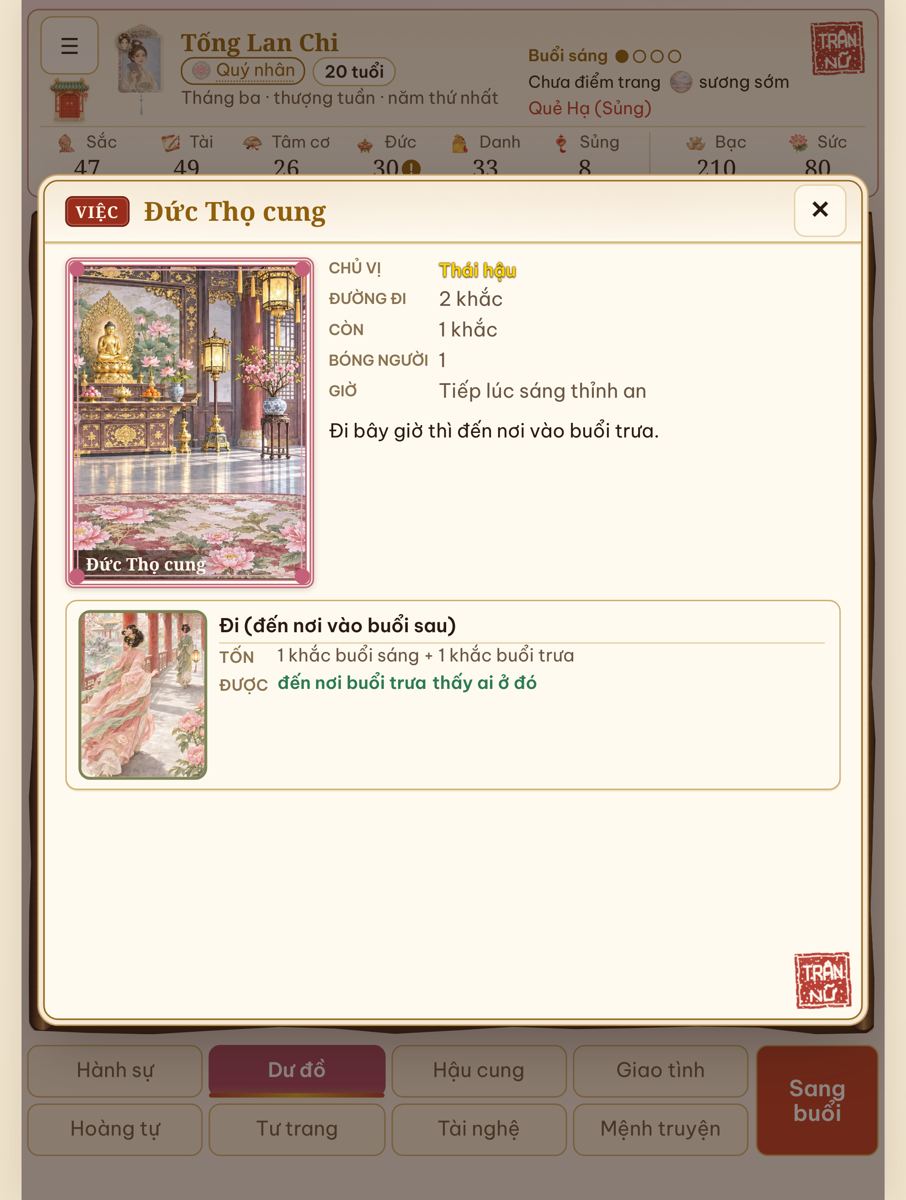 ☰
Tống Lan Chi
Quý nhân
20 tuổi
Tháng ba · thượng tuần · năm thứ nhất
Buổi sáng
Chưa điểm trang
sương sớm
Quẻ Hạ (Sủng)
TRÂN
NỮ
Sắc
Tài
Tâm cơ
Đức
Danh
Sủng
Bạc
Sức
47
49
26
30
!
33
8
210
80
VIỆC
Đức Thọ cung
✕
CHỦ VỊ Thái hậu
ĐƯỜNG ĐI 2 khắc
CÒN 1 khắc
BÓNG NGƯỜI 1
GIỜ Tiếp lúc sáng thỉnh an
Đi bây giờ thì đến nơi vào buổi trưa.
Đức Thọ cung
Đi (đến nơi vào buổi sau)
TỐN 1 khắc buổi sáng + 1 khắc buổi trưa
ĐƯỢC đến nơi buổi trưa thấy ai ở đó
TRÂN
NỮ
Hành sự
Dư đồ
Hậu cung
Giao tình
Sang
buổi
Hoàng tự
Tư trang
Tài nghệ
Mệnh truyện